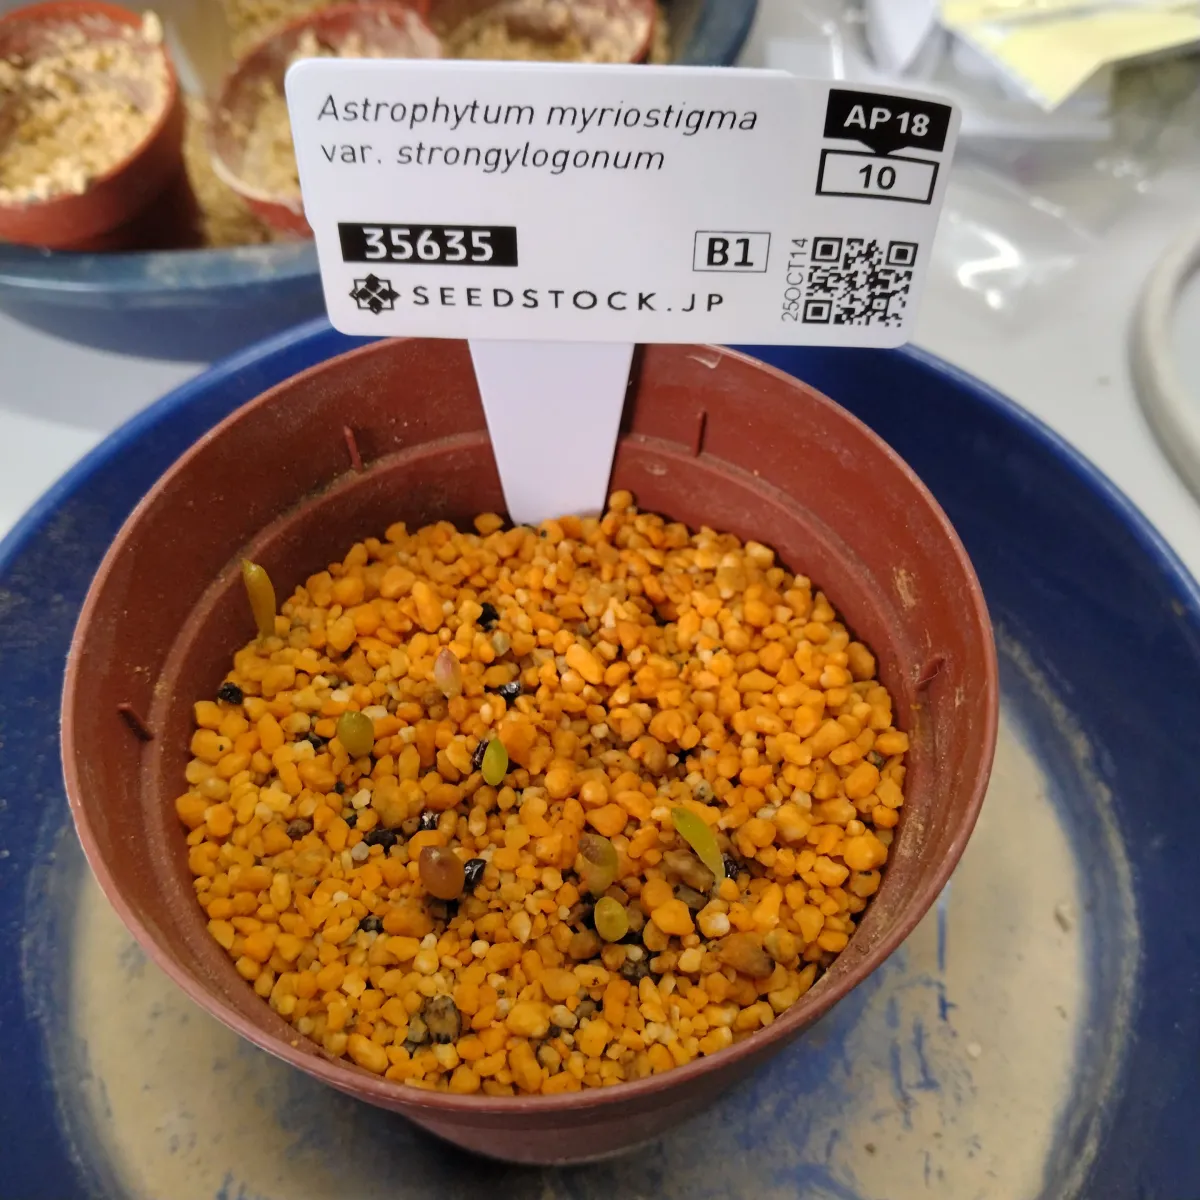 Astrophytum myriostigma
var. strongylogonum
AP18
10
35635
B1
SEEDSTOCK.JP
25OCT14